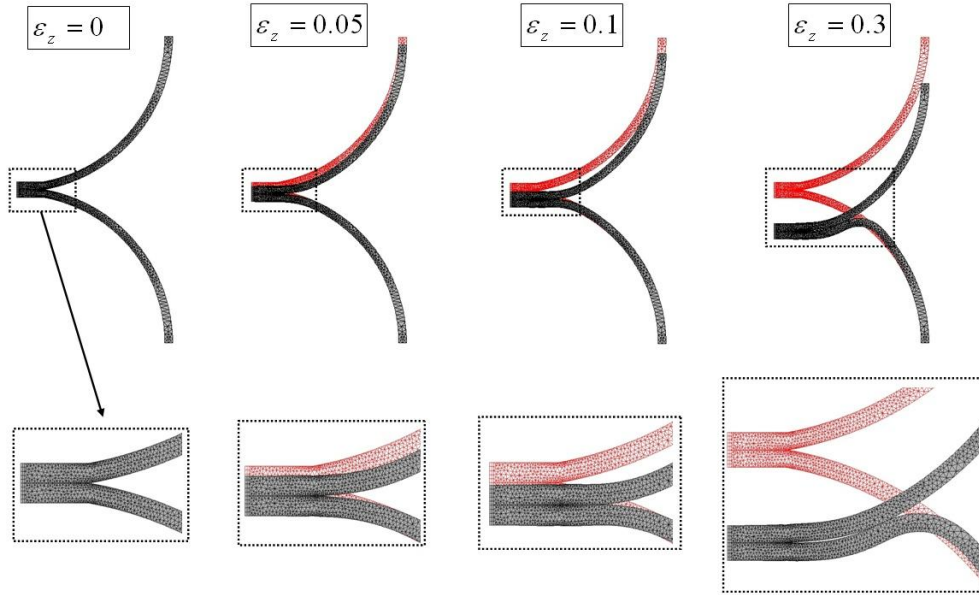 ε_z = 0
ε_z = 0.05
ε_z = 0.1
ε_z = 0.3